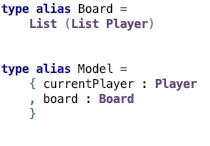 type alias Board =
    List (List Player)
type alias Model =
    { currentPlayer : Player
    , board : Board
    }